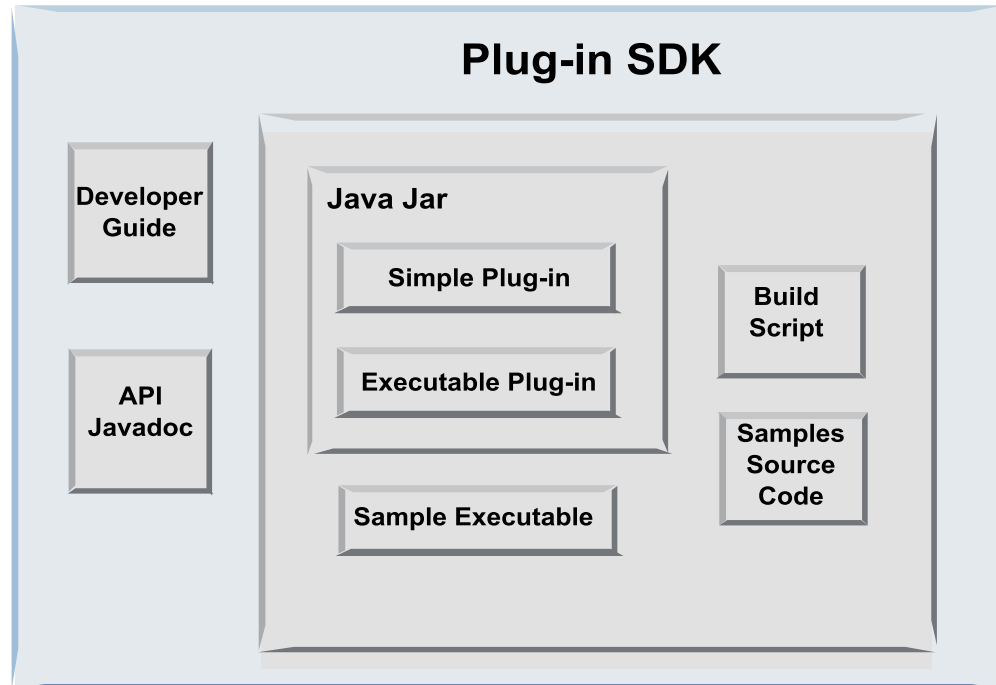 Plug-in SDK
Developer
Guide
API
Javadoc
Java Jar
Simple Plug-in
Executable Plug-in
Sample Executable
Build
Script
Samples
Source
Code